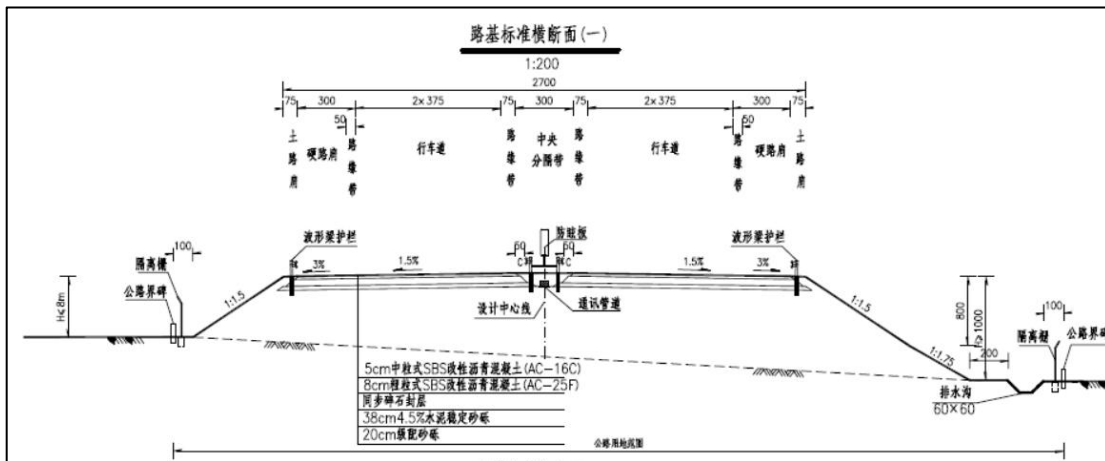 路基标准横断面(一)
1:200
2700
75 300 2×375 75 300 75 2×375 300 75
50 50
土路肩 硬路肩 路缘带 行车道 路缘带 中央分隔带 路缘带 行车道 路缘带 硬路肩 土路肩
防眩板
波形梁护栏 波形梁护栏
100 60 60
隔离栅 3% 1.5% 1.5% 3%
公路界碑
H≤8m 1:1.5 1:1.5 800 100
设计中心线 通讯管道
隔离栅 公路界碑
1:1.75 200
5cm中粒式SBS改性沥青混凝土(AC-16C)
8cm粗粒式SBS改性沥青混凝土(AC-25F)
同步碎石封层
38cm4.5%水泥稳定砂砾
20cm级配砂砾
排水沟
60×60
公路用地范围